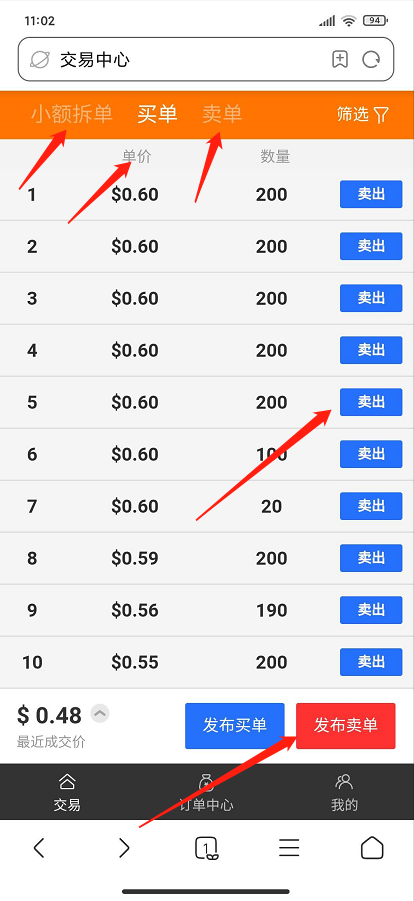 11:02
94
交易中心
小额拆单 买单 卖单 筛选
单价 数量
1 $0.60 200 卖出
2 $0.60 200 卖出
3 $0.60 200 卖出
4 $0.60 200 卖出
5 $0.60 200 卖出
6 $0.60 100 卖出
7 $0.60 20 卖出
8 $0.59 200 卖出
9 $0.56 190 卖出
10 $0.55 200 卖出
$ 0.48
最近成交价
发布买单 发布卖单
交易 订单中心 我的
1